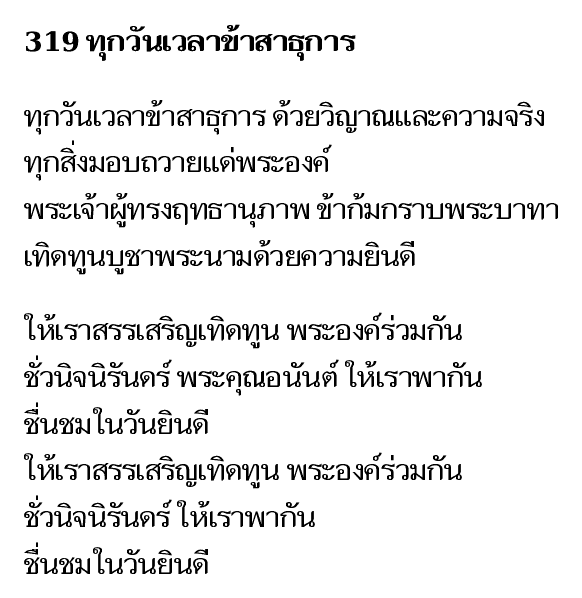 319 ทุกวันเวลาข้าสาธุการ
ทุกวันเวลาข้าสาธุการ ด้วยวิญาณและความจริง
ทุกสิ่งมอบถวายแด่พระองค์
พระเจ้าผู้ทรงฤทธานุภาพ ข้าก้มกราบพระบาทา
เทิดทูนบูชาพระนามด้วยความยินดี
ให้เราสรรเสริญเทิดทูน พระองค์ร่วมกัน
ชั่วนิจนิรันดร์ พระคุณอนันต์ ให้เราพากัน
ชื่นชมในวันยินดี
ให้เราสรรเสริญเทิดทูน พระองค์ร่วมกัน
ชั่วนิจนิรันดร์ ให้เราพากัน
ชื่นชมในวันยินดี